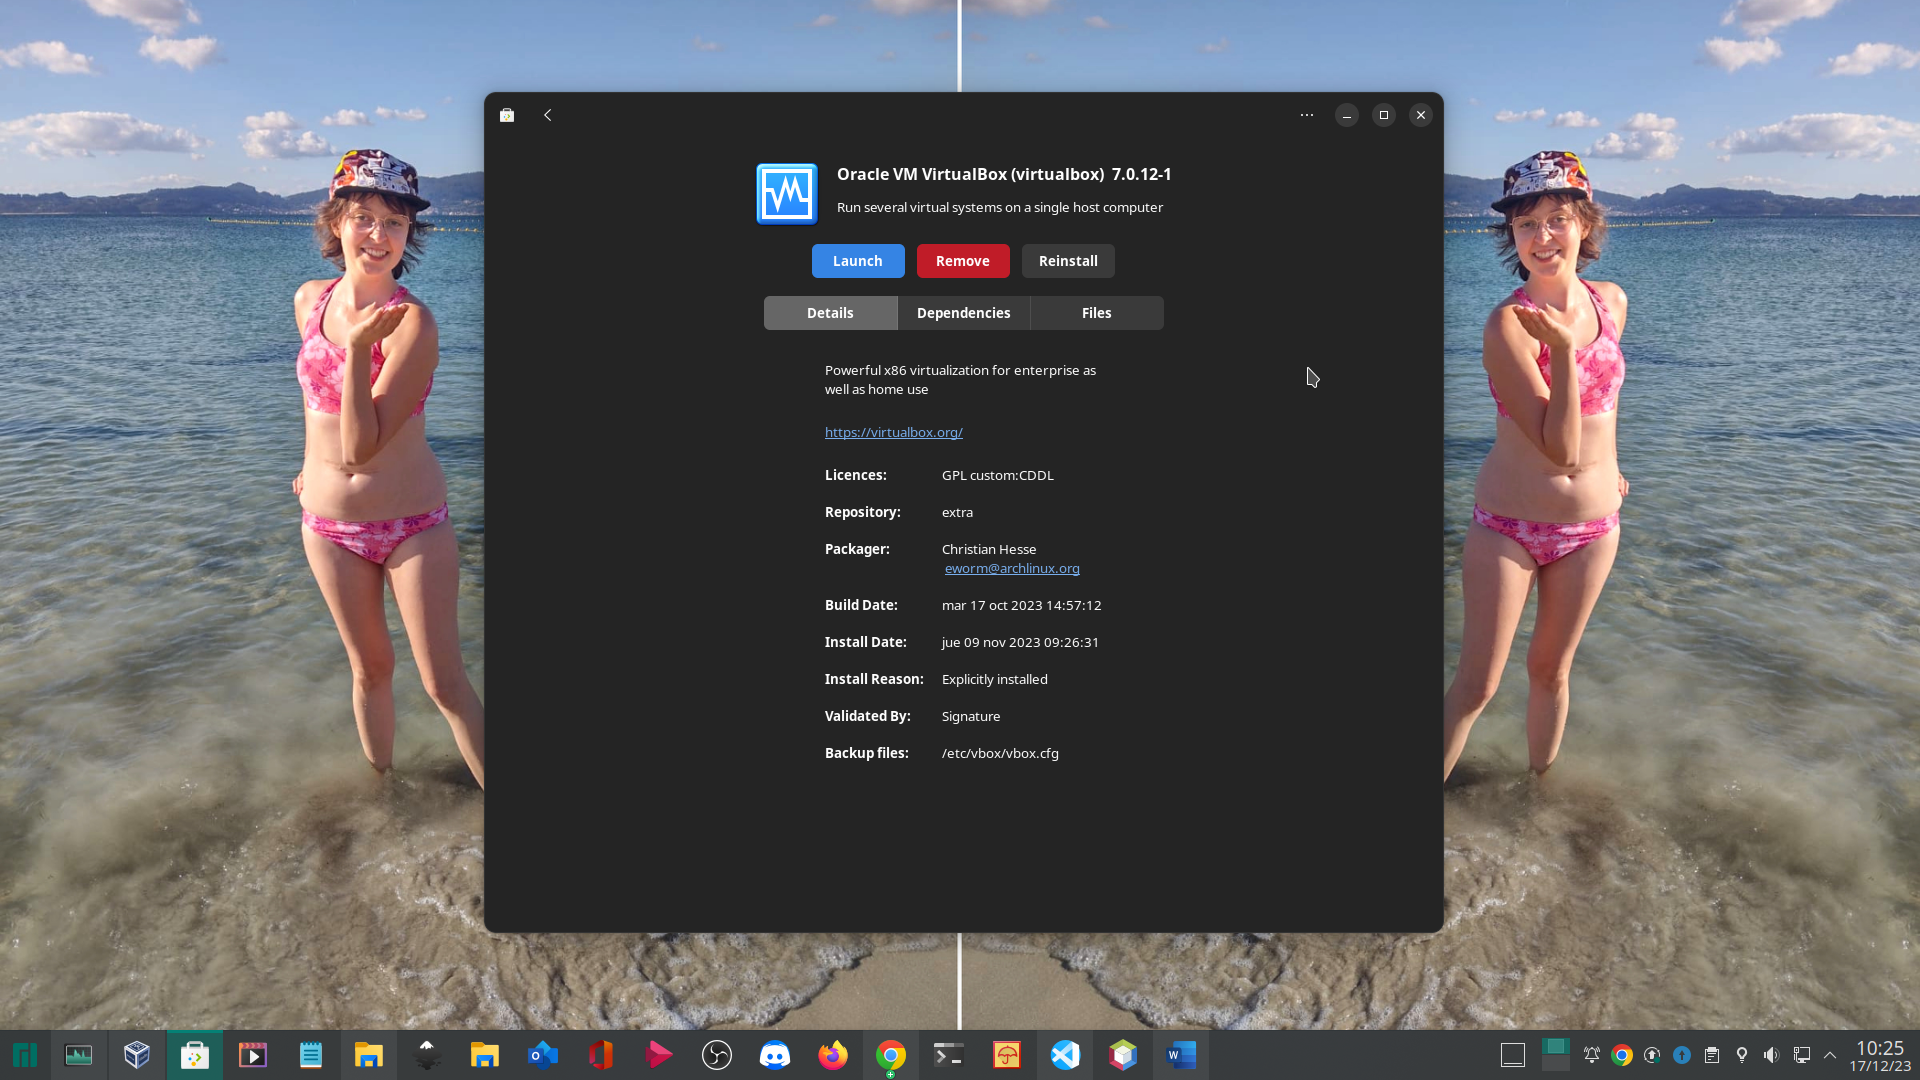 Oracle VM VirtualBox (virtualbox) 7.0.12-1
Run several virtual systems on a single host computer
Launch
Remove
Reinstall
Details
Dependencies
Files
Powerful x86 virtualization for enterprise as
well as home use
https://virtualbox.org/
Licences: GPL custom:CDDL
Repository: extra
Packager: Christian Hesse
eworm@archlinux.org
Build Date: mar 17 oct 2023 14:57:12
Install Date: jue 09 nov 2023 09:26:31
Install Reason: Explicitly installed
Validated By: Signature
Backup files: /etc/vbox/vbox.cfg
10:25
17/12/23